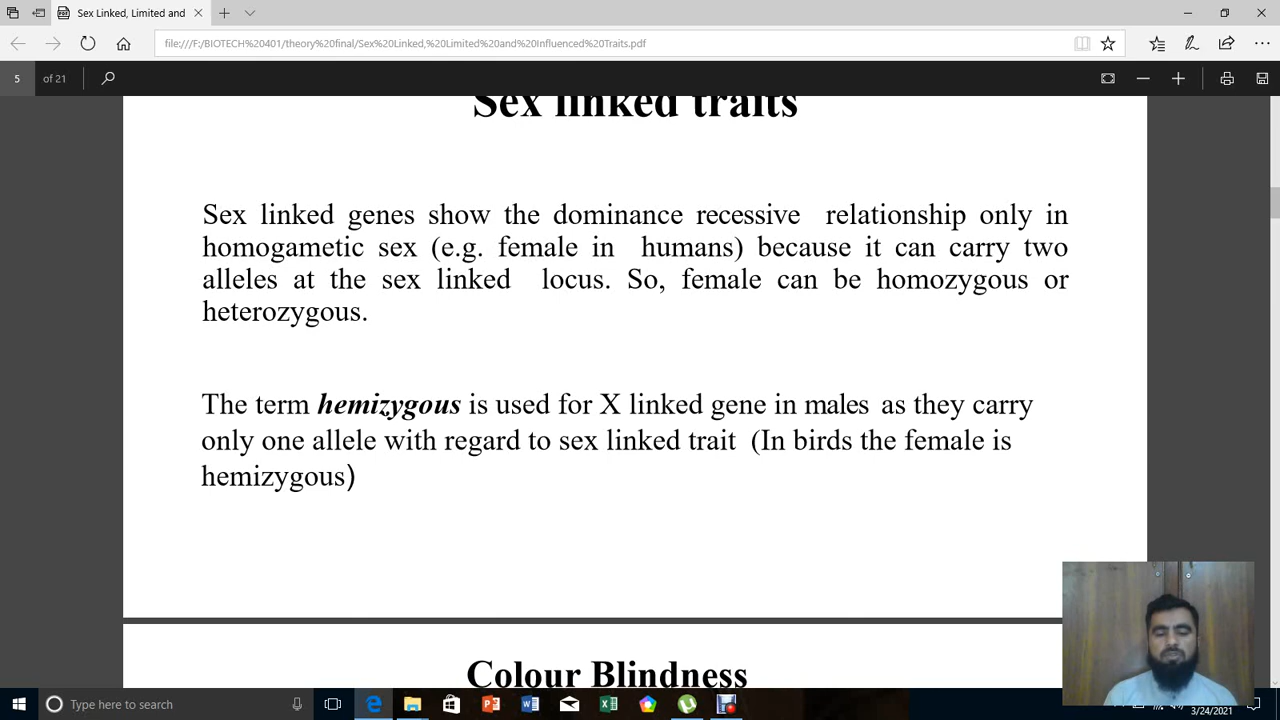 Sex Linked, Limited and
file:///F:/BIOTECH%20401/theory%20final/Sex%20Linked,%20Limited%20and%20Influenced%20Traits.pdf
5 of 21
Sex linked traits
Sex linked genes show the dominance recessive relationship only in
homogametic sex (e.g. female in humans) because it can carry two
alleles at the sex linked locus. So, female can be homozygous or
heterozygous.
The term hemizygous is used for X linked gene in males as they carry
only one allele with regard to sex linked trait (In birds the female is
hemizygous)
Colour Blindness
Type here to search
3/24/2021